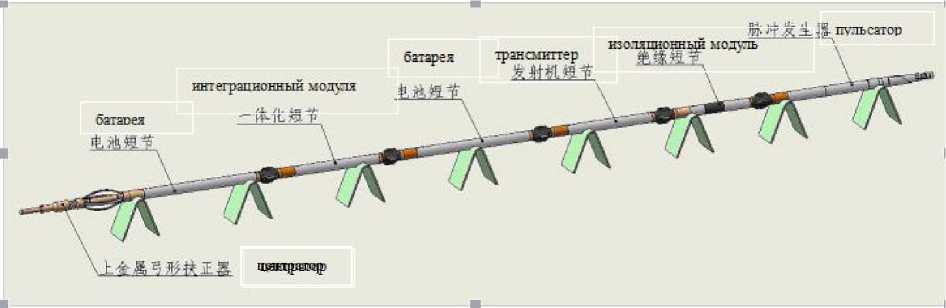 脉冲发生器 пульсатор
изоляционный модуль
绝缘短节
трансмиттер
发射机短节
батарея
电池短节
интеграционный модуля
一体化短节
батарея
电池短节
上金属弓形扶正器